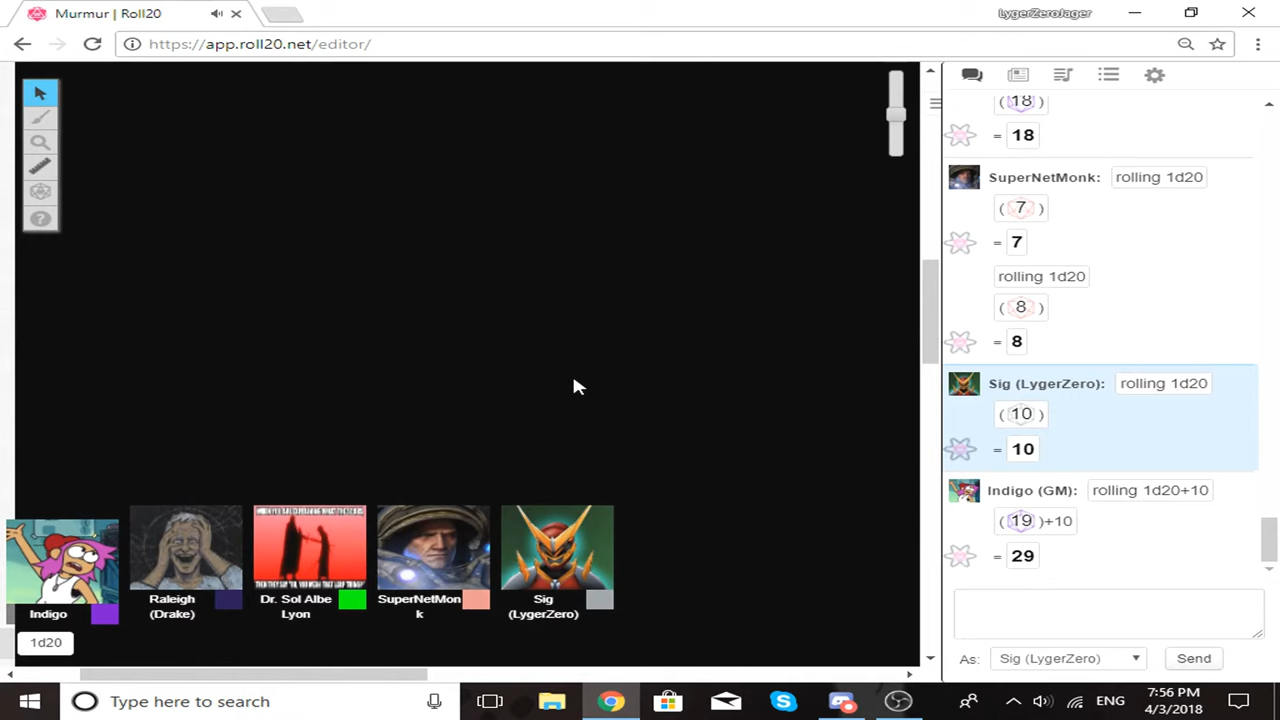 Murmur | Roll20
LygerZeroJager
https://app.roll20.net/editor/
(18)
= 18
SuperNetMonk: rolling 1d20
(7)
= 7
rolling 1d20
(8)
= 8
Sig (LygerZero): rolling 1d20
(10)
= 10
Indigo (GM): rolling 1d20+10
(19)+10
= 29
Indigo
Raleigh
(Drake)
Dr. Sol Albe
Lyon
SuperNetMon
k
Sig
(LygerZero)
1d20
As: Sig (LygerZero) Send
Type here to search
ENG
7:56 PM
4/3/2018